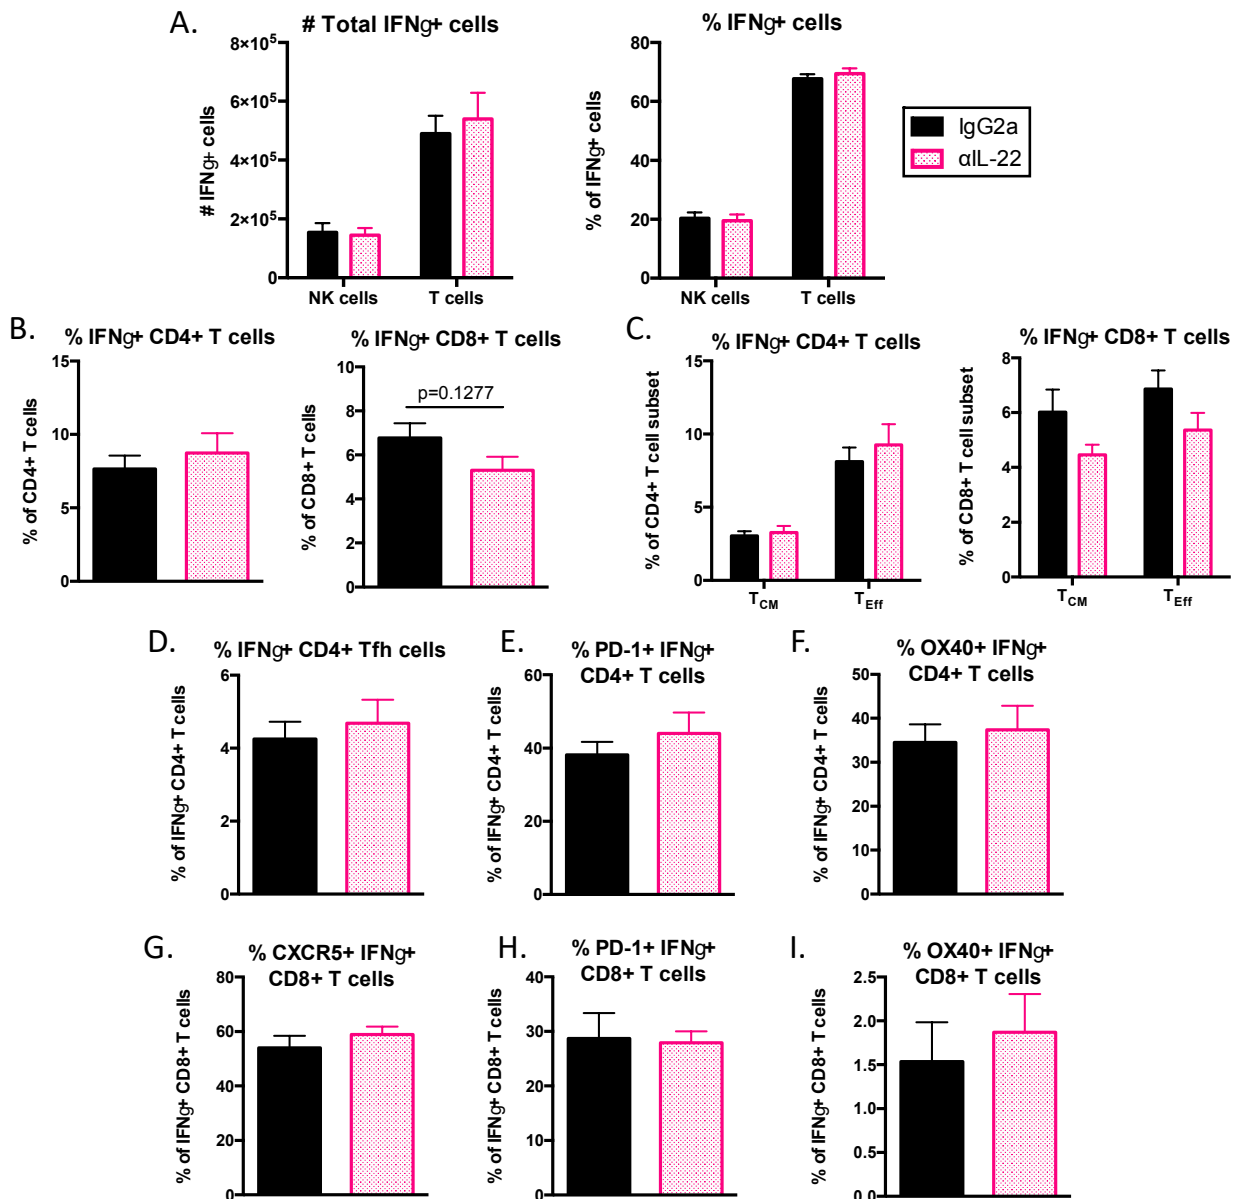 A.
# Total IFNg+ cells
# IFNg+ cells
8×10⁵
6×10⁵
4×10⁵
2×10⁵
0
NK cells
T cells
% IFNg+ cells
% of IFNg+ cells
80
60
40
20
0
NK cells
T cells
IgG2a
αIL-22
B.
% IFNg+ CD4+ T cells
% of CD4+ T cells
15
10
5
0
% IFNg+ CD8+ T cells
% of CD8+ T cells
10
8
6
4
2
0
p=0.1277
C.
% IFNg+ CD4+ T cells
% of CD4+ T cell subset
15
10
5
0
TCM
TEff
% IFNg+ CD8+ T cells
% of CD8+ T cell subset
8
6
4
2
0
TCM
TEff
D.
% IFNg+ CD4+ Tfh cells
% of IFNg+ CD4+ T cells
6
4
2
0
E.
% PD-1+ IFNg+
CD4+ T cells
% of IFNg+ CD4+ T cells
60
40
20
0
F.
% OX40+ IFNg+
CD4+ T cells
% of IFNg+ CD4+ T cells
50
40
30
20
10
0
G.
% CXCR5+ IFNg+
CD8+ T cells
% of IFNg+ CD8+ T cells
80
60
40
20
0
H.
% PD-1+ IFNg+
CD8+ T cells
% of IFNg+ CD8+ T cells
40
30
20
10
0
I.
% OX40+ IFNg+
CD8+ T cells
% of IFNg+ CD8+ T cells
2.5
2.0
1.5
1.0
0.5
0.0